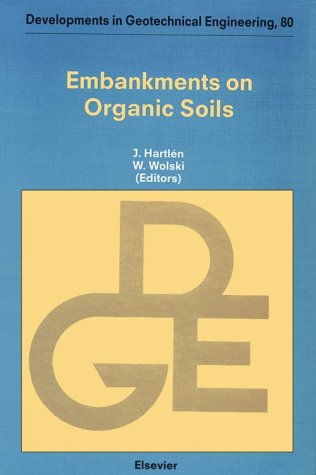 Developments in Geotechnical Engineering, 80
Embankments on
Organic Soils
J. Hartlén
W. Wolski
(Editors)
D
GE
Elsevier